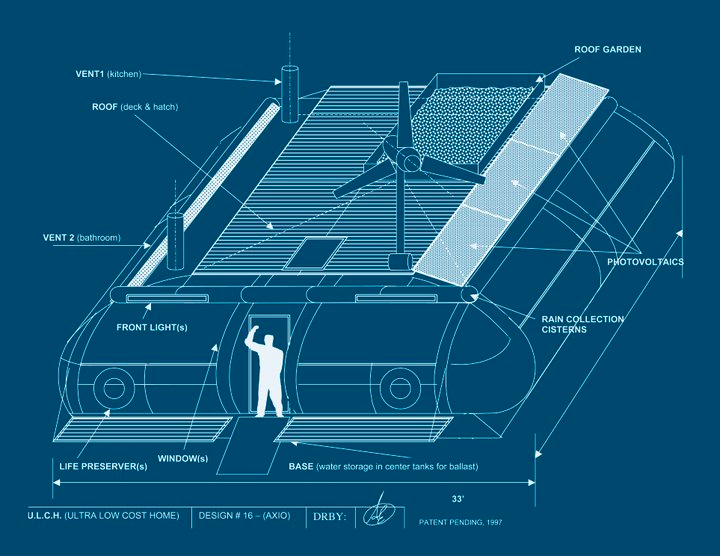 ROOF GARDEN
VENT1 (kitchen)
ROOF (deck & hatch)
VENT 2 (bathroom)
PHOTOVOLTAICS
FRONT LIGHT(s)
RAIN COLLECTION
CISTERNS
LIFE PRESERVER(s)
WINDOW(s)
BASE (water storage in center tanks for ballast)
33'
U.L.C.H. (ULTRA LOW COST HOME)
DESIGN # 16 – (AXIO)
DRBY:
PATENT PENDING, 1997